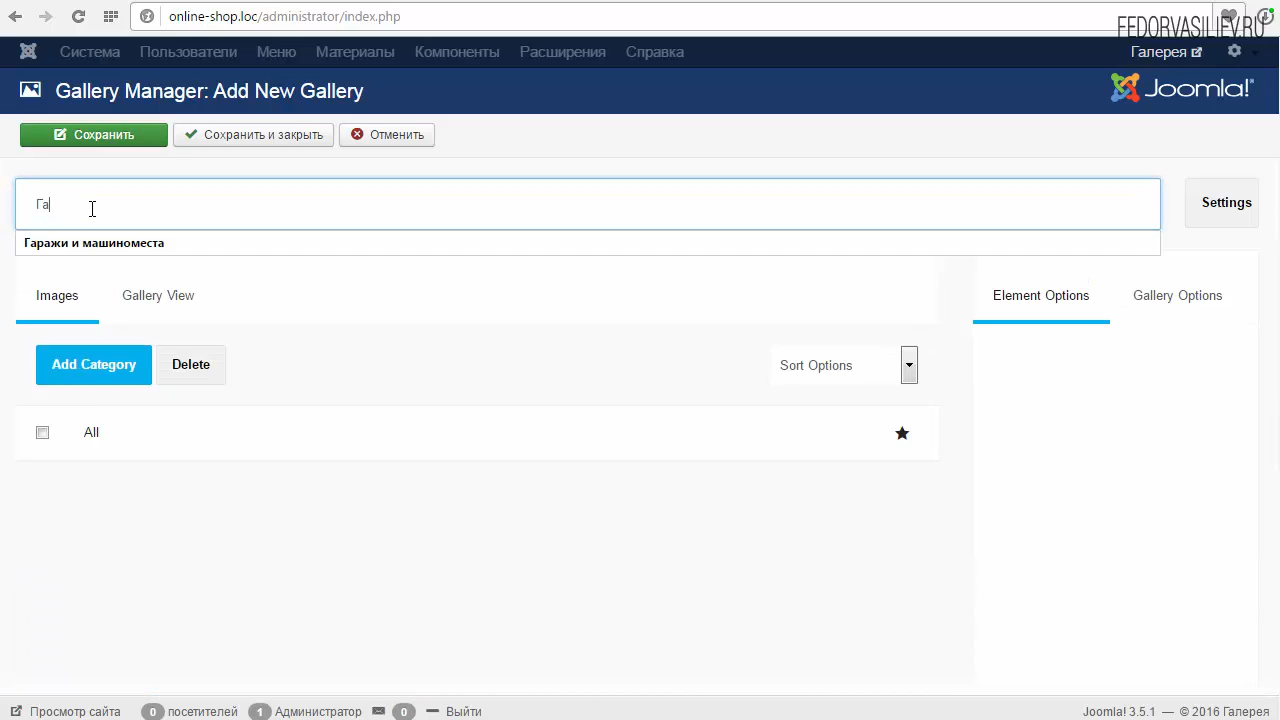 online-shop.loc/administrator/index.php
FEDORVASILIEV.RU
Система Пользователи Меню Материалы Компоненты Расширения Справка Галерея
Gallery Manager: Add New Gallery
Joomla!
Сохранить Сохранить и закрыть Отменить
Га
Settings
Гаражи и машиноместа
Images Gallery View Element Options Gallery Options
Add Category Delete Sort Options
All
Просмотр сайта 0 посетителей 1 Администратор 0 Выйти Joomla! 3.5.1 — © 2016 Галерея